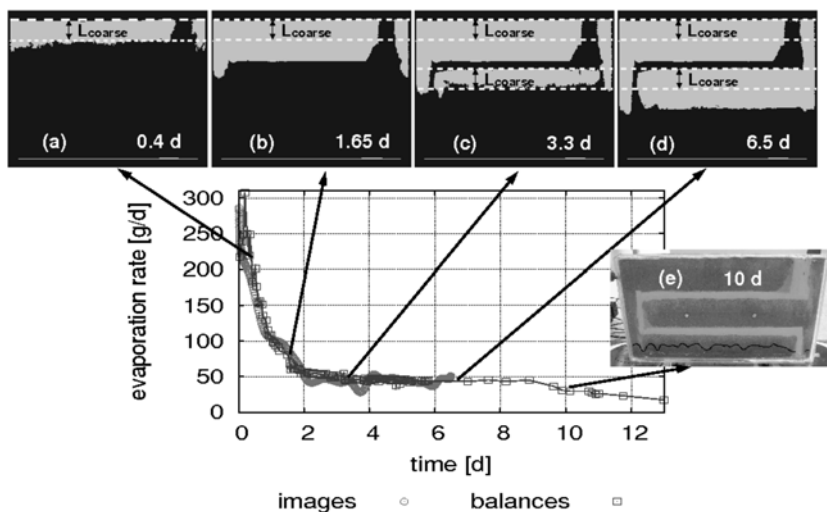 Lcoarse
Lcoarse
Lcoarse
Lcoarse
Lcoarse
Lcoarse
(a) 0.4 d
(b) 1.65 d
(c) 3.3 d
(d) 6.5 d
300
250
200
150
100
50
0
evaporation rate [g/d]
(e) 10 d
0 2 4 6 8 10 12
time [d]
images balances